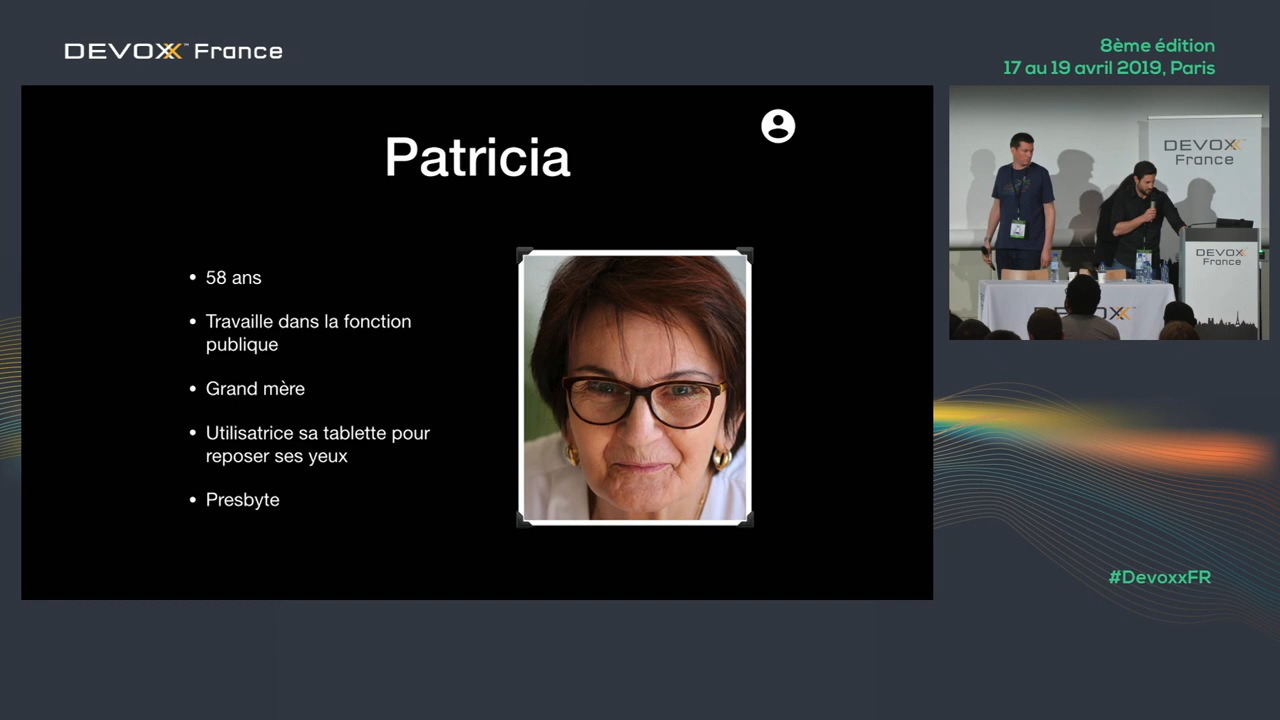 DEVOXX™ France
8ème édition
17 au 19 avril 2019, Paris
Patricia
• 58 ans
• Travaille dans la fonction
publique
• Grand mère
• Utilisatrice sa tablette pour
reposer ses yeux
• Presbyte
DEVOXX
France
DEVOXX
France
DEVOXX
#DevoxxFR